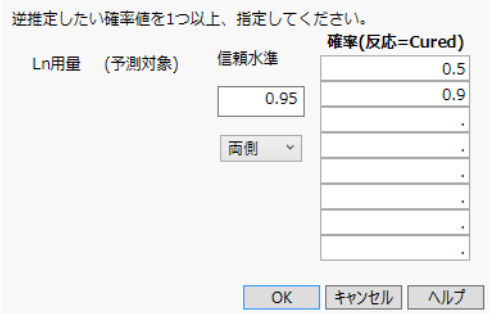 逆推定したい確率値を1つ以上、指定してください。
確率(反応=Cured)
Ln用量 (予測対象) 信頼水準
0.5
0.95 0.9
.
両側 .
.
.
.
.
OK キャンセル ヘルプ